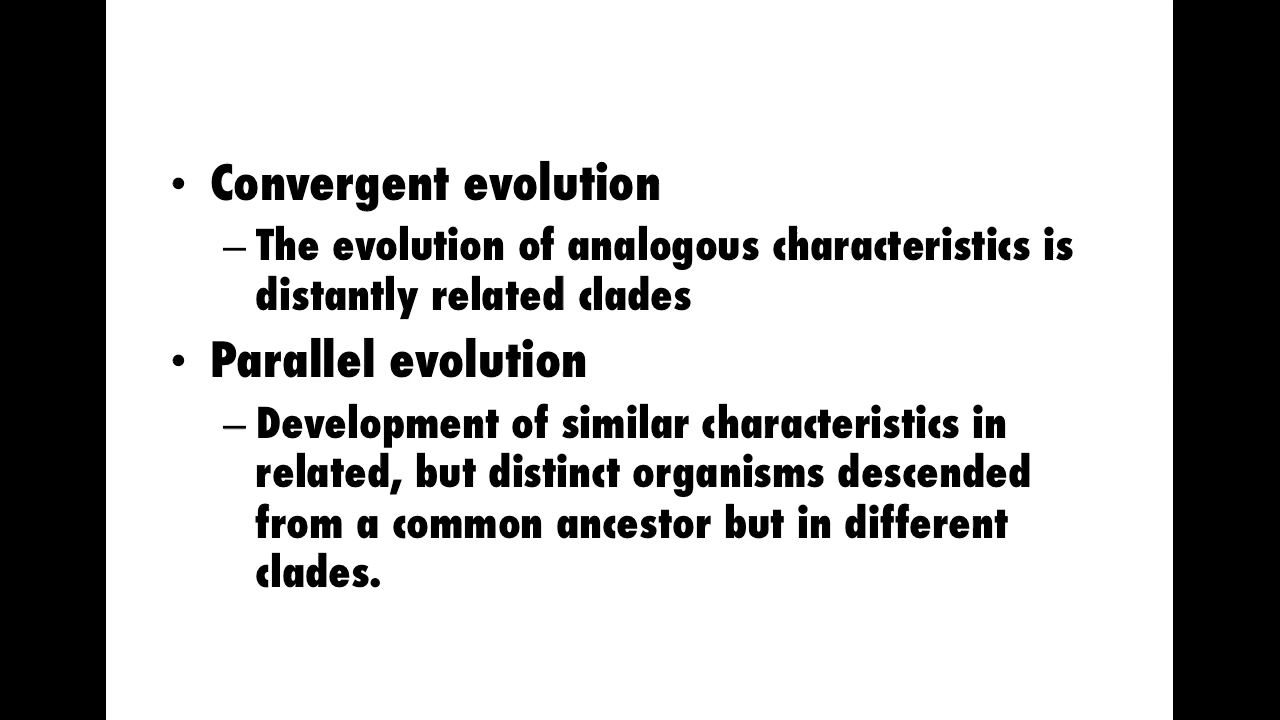 • Convergent evolution
– The evolution of analogous characteristics is
distantly related clades
• Parallel evolution
– Development of similar characteristics in
related, but distinct organisms descended
from a common ancestor but in different
clades.